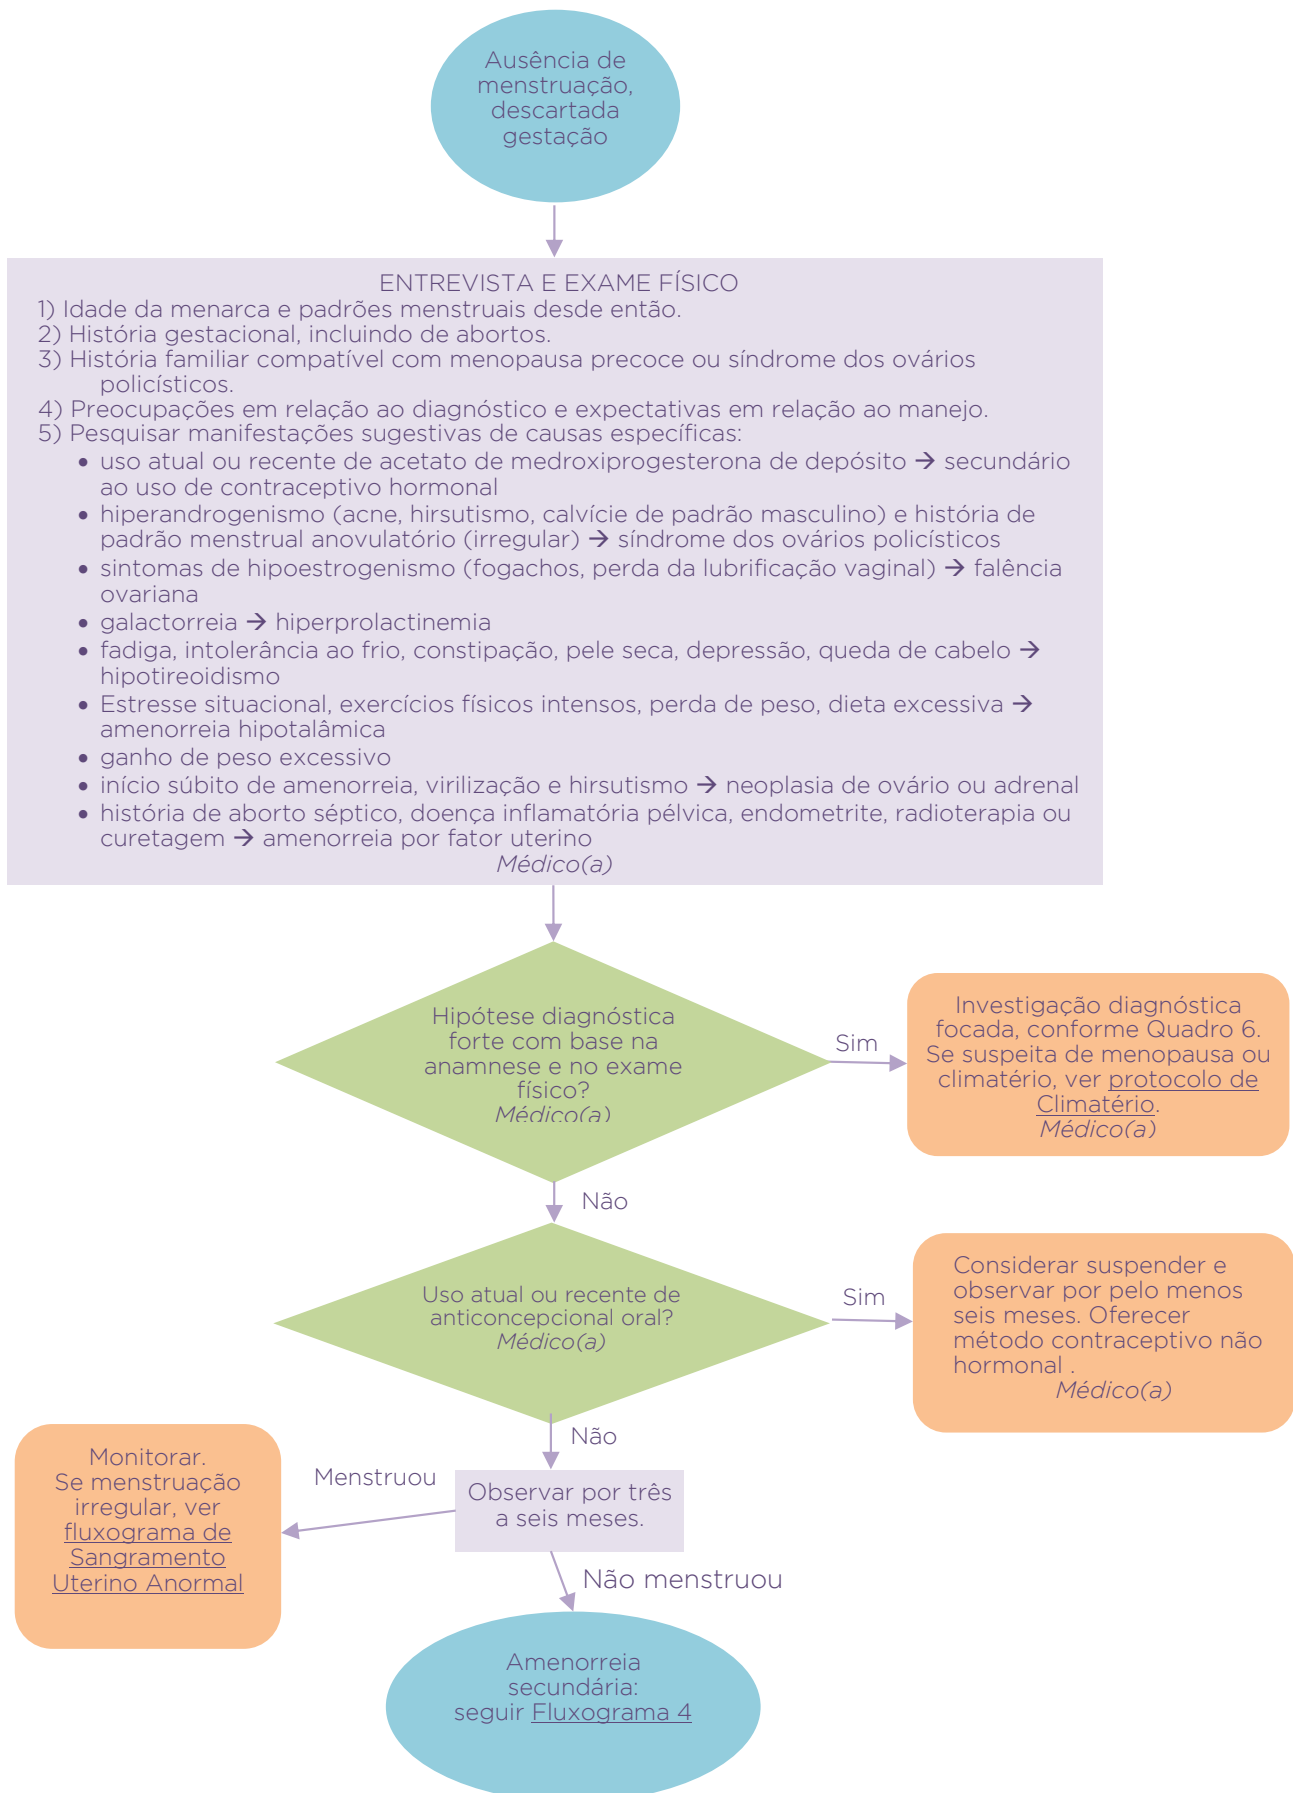 Ausência de
menstruação,
descartada
gestação
ENTREVISTA E EXAME FÍSICO
1) Idade da menarca e padrões menstruais desde então.
2) História gestacional, incluindo de abortos.
3) História familiar compatível com menopausa precoce ou síndrome dos ovários
policísticos.
4) Preocupações em relação ao diagnóstico e expectativas em relação ao manejo.
5) Pesquisar manifestações sugestivas de causas específicas:
• uso atual ou recente de acetato de medroxiprogesterona de depósito → secundário
ao uso de contraceptivo hormonal
• hiperandrogenismo (acne, hirsutismo, calvície de padrão masculino) e história de
padrão menstrual anovulatório (irregular) → síndrome dos ovários policísticos
• sintomas de hipoestrogenismo (fogachos, perda da lubrificação vaginal) → falência
ovariana
• galactorreia → hiperprolactinemia
• fadiga, intolerância ao frio, constipação, pele seca, depressão, queda de cabelo →
hipotireoidismo
• Estresse situacional, exercícios físicos intensos, perda de peso, dieta excessiva →
amenorreia hipotalâmica
• ganho de peso excessivo
• início súbito de amenorreia, virilização e hirsutismo → neoplasia de ovário ou adrenal
• história de aborto séptico, doença inflamatória pélvica, endometrite, radioterapia ou
curetagem → amenorreia por fator uterino
Médico(a)
Hipótese diagnóstica
forte com base na
anamnese e no exame
físico?
Médico(a)
Sim
Investigação diagnóstica
focada, conforme Quadro 6.
Se suspeita de menopausa ou
climatério, ver protocolo de
Climatério.
Médico(a)
Não
Uso atual ou recente de
anticoncepcional oral?
Médico(a)
Sim
Considerar suspender e
observar por pelo menos
seis meses. Oferecer
método contraceptivo não
hormonal .
Médico(a)
Não
Observar por três
a seis meses.
Menstruou
Monitorar.
Se menstruação
irregular, ver
fluxograma de
Sangramento
Uterino Anormal
Não menstruou
Amenorreia
secundária:
seguir Fluxograma 4